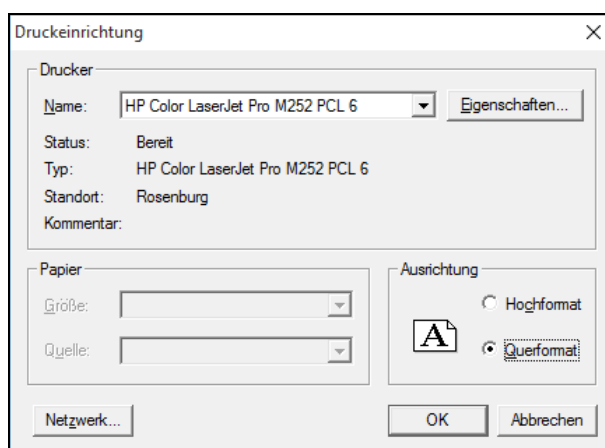 Druckeinrichtung
Drucker
Name: HP Color LaserJet Pro M252 PCL 6 Eigenschaften...
Status: Bereit
Typ: HP Color LaserJet Pro M252 PCL 6
Standort: Rosenburg
Kommentar:
Papier
Größe:
Quelle:
Ausrichtung
A
Hochformat
Querformat
Netzwerk... OK Abbrechen